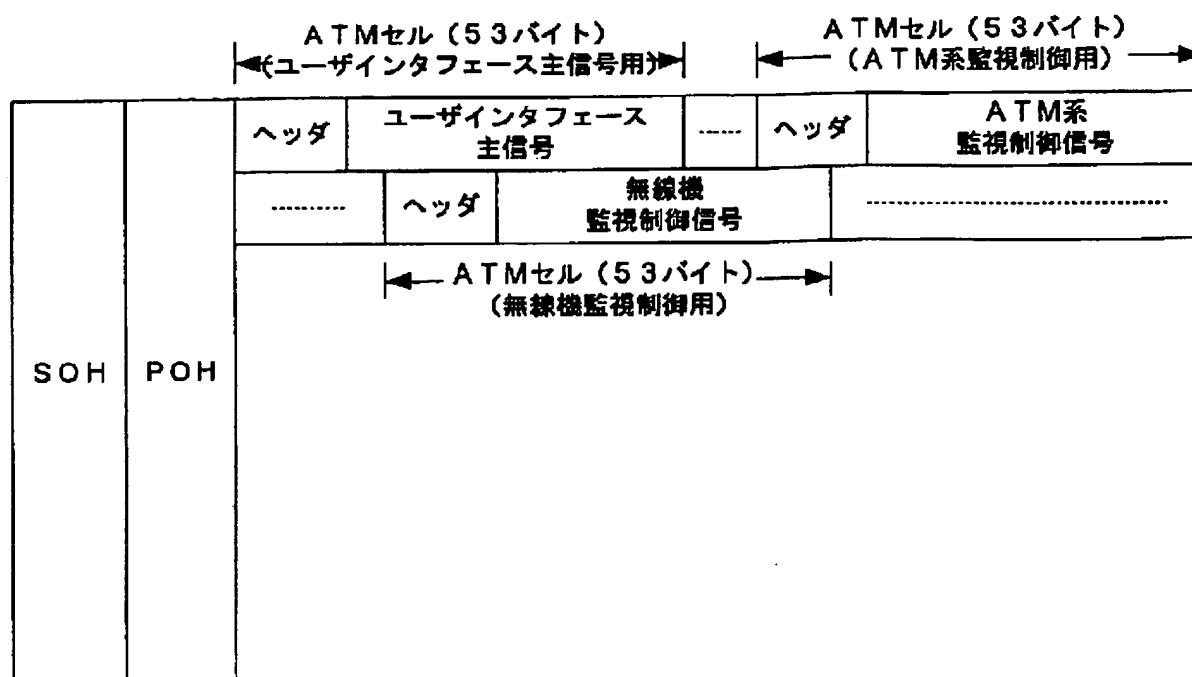 ATMセル(53バイト)
(ユーザインタフェース主信号用)
ATMセル(53バイト)
(ATM系監視制御用)
ヘッダ
ユーザインタフェース
主信号
ヘッダ
ATM系
監視制御信号
ヘッダ
無線機
監視制御信号
ATMセル(53バイト)
(無線機監視制御用)
SOH
POH